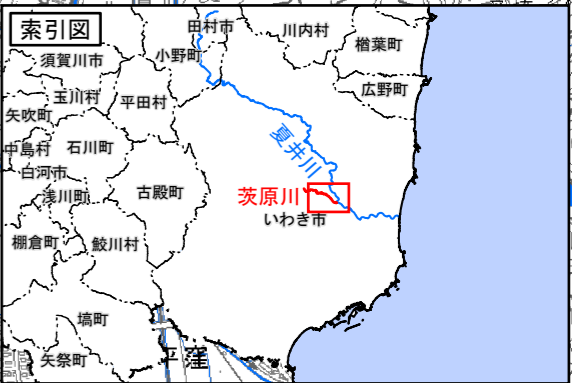 索引図
田村市
川内村
楢葉町
須賀川市
小野町
広野町
玉川村
平田村
矢吹町
夏井川
中島村
石川町
白河市
茨原川
浅川町
古殿町
いわき市
棚倉町
鮫川村
塙町
矢祭町
平窪